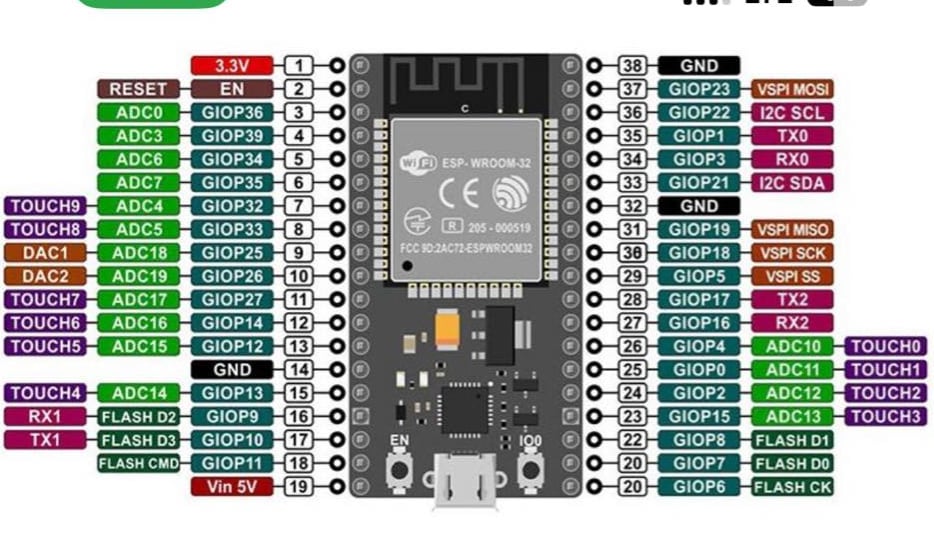 3.3V 1 38 GND
RESET EN 2 37 GIOP23 VSPI MOSI
ADC0 GIOP36 3 36 GIOP22 I2C SCL
ADC3 GIOP39 4 35 GIOP1 TX0
ADC6 GIOP34 5 34 GIOP3 RX0
ADC7 GIOP35 6 33 GIOP21 I2C SDA
TOUCH9 ADC4 GIOP32 7 32 GND
TOUCH8 ADC5 GIOP33 8 31 GIOP19 VSPI MISO
DAC1 ADC18 GIOP25 9 30 GIOP18 VSPI SCK
DAC2 ADC19 GIOP26 10 29 GIOP5 VSPI SS
TOUCH7 ADC17 GIOP27 11 28 GIOP17 TX2
TOUCH6 ADC16 GIOP14 12 27 GIOP16 RX2
TOUCH5 ADC15 GIOP12 13 26 GIOP4 ADC10 TOUCH0
GND 14 25 GIOP0 ADC11 TOUCH1
TOUCH4 ADC14 GIOP13 15 24 GIOP2 ADC12 TOUCH2
RX1 FLASH D2 GIOP9 16 23 GIOP15 ADC13 TOUCH3
TX1 FLASH D3 GIOP10 17 22 GIOP8 FLASH D1
FLASH CMD GIOP11 18 20 GIOP7 FLASH D0
Vin 5V 19 20 GIOP6 FLASH CK
C
WiFi ESP-WROOM-32
CE
R 205-000519
FCC 9D:2AC72-ESPWROOM32
EN IO0